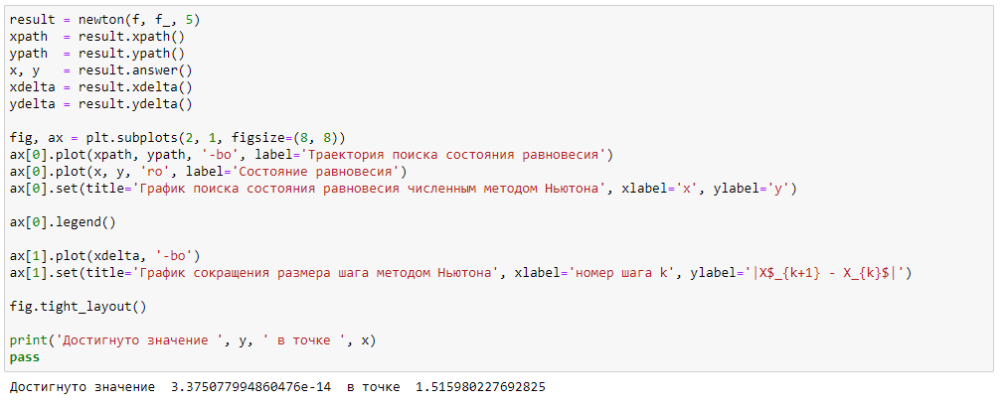 result = newton(f, f_, 5)
xpath  = result.xpath()
ypath  = result.ypath()
x, y   = result.answer()
xdelta = result.xdelta()
ydelta = result.ydelta()
fig, ax = plt.subplots(2, 1, figsize=(8, 8))
ax[0].plot(xpath, ypath, '-bo', label='Траектория поиска состояния равновесия')
ax[0].plot(x, y, 'ro', label='Состояние равновесия')
ax[0].set(title='График поиска состояния равновесия численным методом Ньютона', xlabel='x', ylabel='y')
ax[0].legend()
ax[1].plot(xdelta, '-bo')
ax[1].set(title='График сокращения размера шага методом Ньютона', xlabel='номер шага k', ylabel='|X$_{k+1} - X_{k}$|')
fig.tight_layout()
print('Достигнуто значение ', y, ' в точке ', x)
pass
Достигнуто значение  3.375077994860476e-14  в точке  1.515980227692825